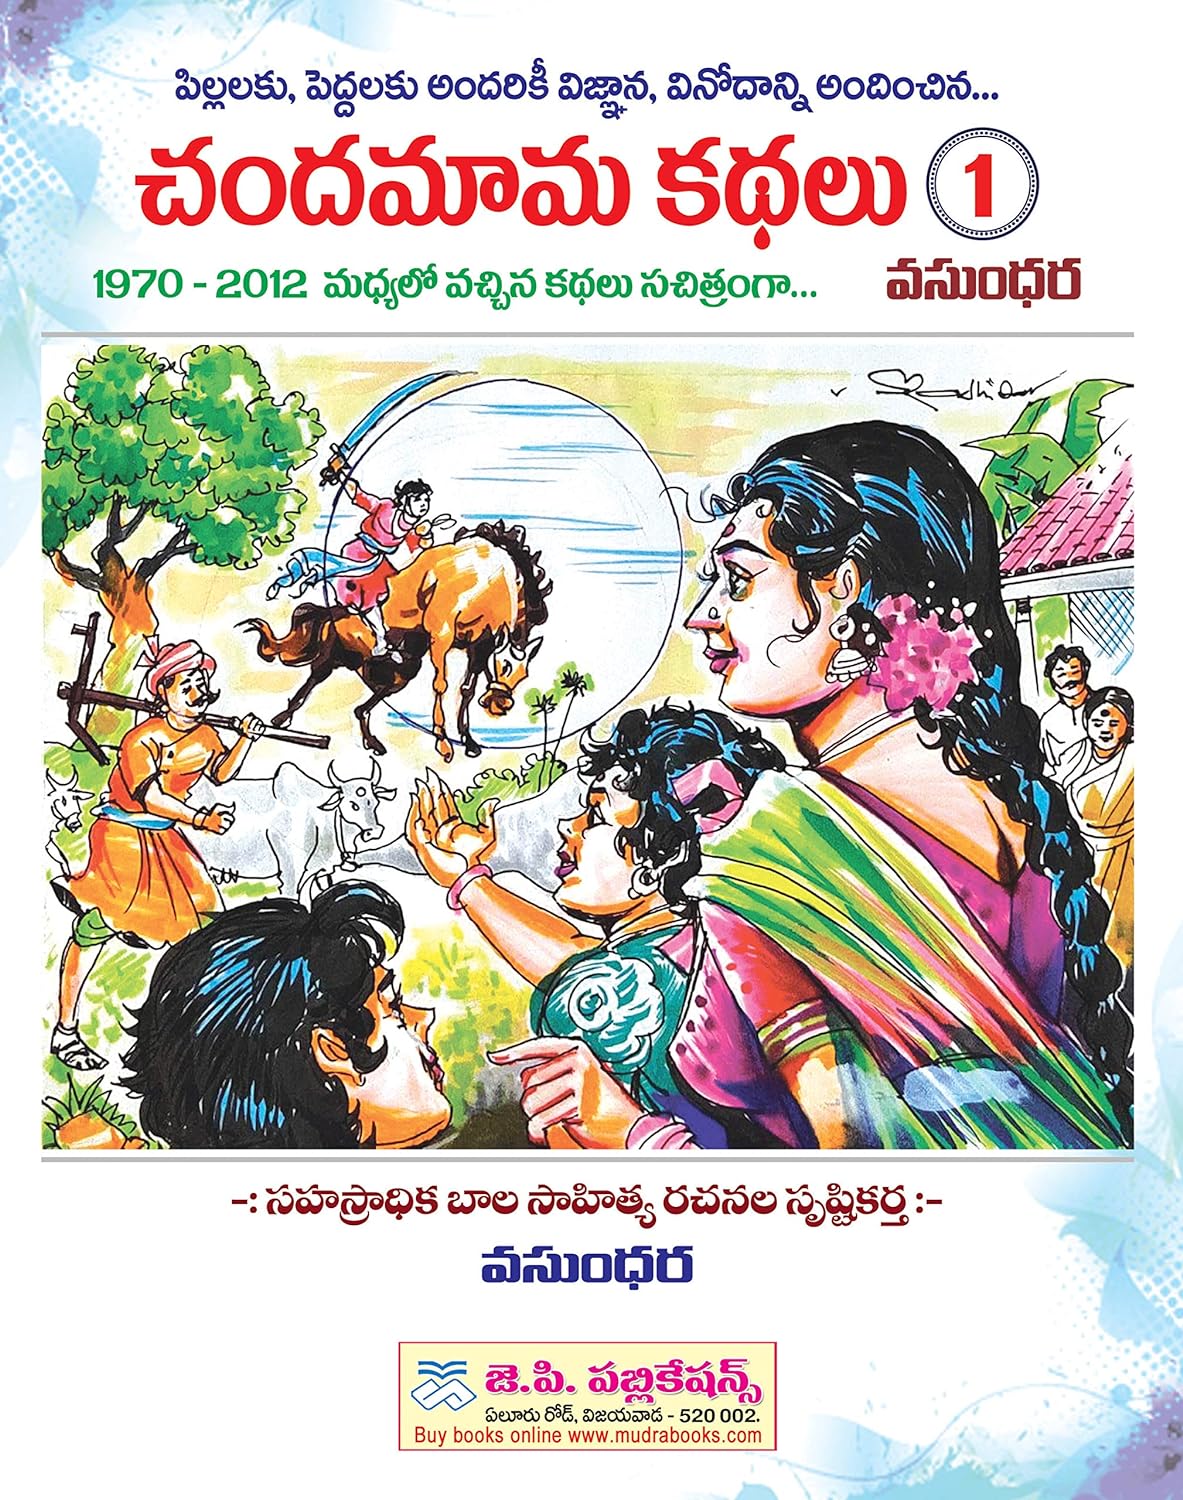 పిల్లలకు, పెద్దలకు అందరికీ విజ్ఞాన, వినోదాన్ని అందించిన...
చందమామ కథలు 1
1970 - 2012 మధ్యలో వచ్చిన కథలు సచిత్రంగా... వసుంధర
-: సహస్రాధిక బాల సాహిత్య రచనల సృష్టికర్త :-
వసుంధర
జె.పి. పబ్లికేషన్స్
ఏలూరు రోడ్, విజయవాడ - 520 002.
Buy books online www.mudrabooks.com